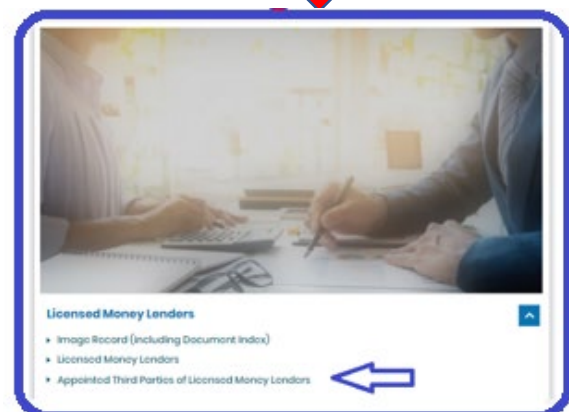 Licensed Money Lenders
Image Record (Including Document Index)
Licensed Money Lenders
Appointed Third Parties of Licensed Money Lenders